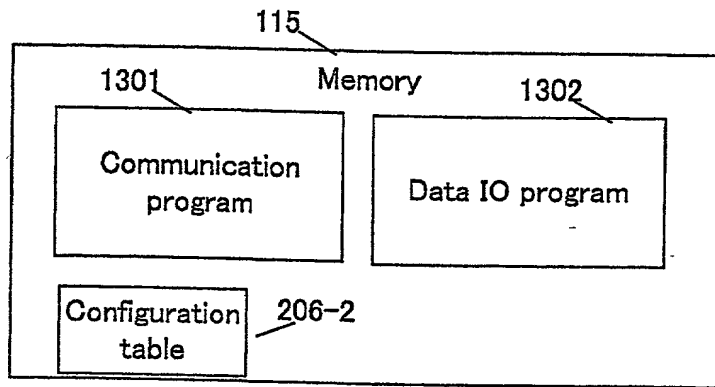 115
1301
Memory
1302
Communication
program
Data IO program
Configuration
table
206-2